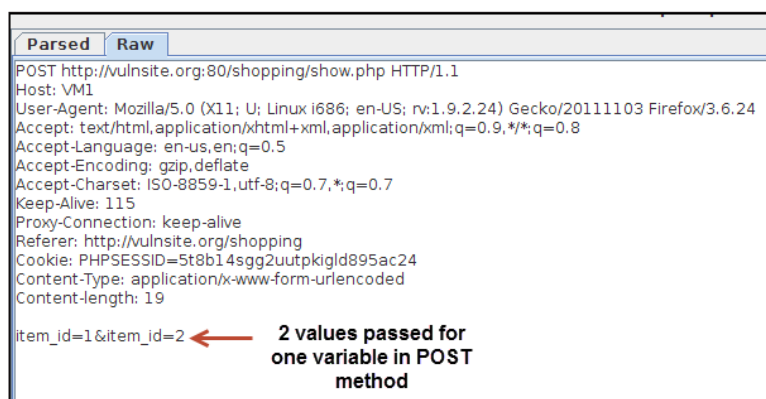 Parsed Raw
POST http://vulnsite.org:80/shopping/show.php HTTP/1.1
Host: VM1
User-Agent: Mozilla/5.0 (X11; U; Linux i686; en-US; rv:1.9.2.24) Gecko/20111103 Firefox/3.6.24
Accept: text/html,application/xhtml+xml,application/xml;q=0.9,*/*;q=0.8
Accept-Language: en-us,en;q=0.5
Accept-Encoding: gzip,deflate
Accept-Charset: ISO-8859-1,utf-8;q=0.7,*;q=0.7
Keep-Alive: 115
Proxy-Connection: keep-alive
Referer: http://vulnsite.org/shopping
Cookie: PHPSESSID=5t8b14sgg2uutpkigld895ac24
Content-Type: application/x-www-form-urlencoded
Content-length: 19
item_id=1&item_id=2
2 values passed for
one variable in POST
method